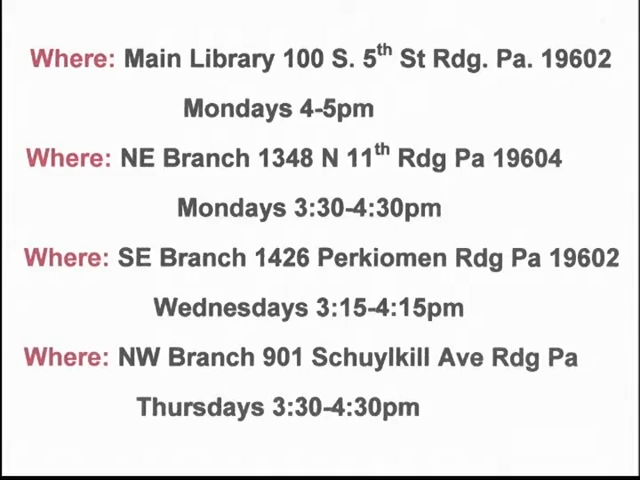 Where: Main Library 100 S. 5th St Rdg. Pa. 19602
Mondays 4-5pm
Where: NE Branch 1348 N 11th Rdg Pa 19604
Mondays 3:30-4:30pm
Where: SE Branch 1426 Perkiomen Rdg Pa 19602
Wednesdays 3:15-4:15pm
Where: NW Branch 901 Schuylkill Ave Rdg Pa
Thursdays 3:30-4:30pm